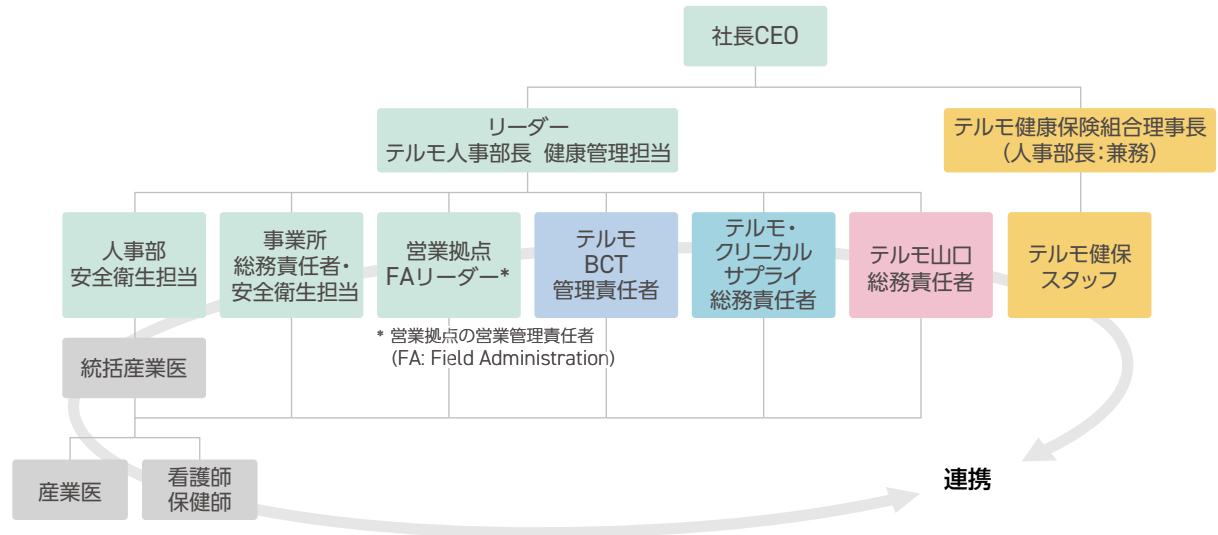 社長CEO
リーダー
テルモ人事部長 健康管理担当
テルモ健康保険組合理事長
(人事部長:兼務)
人事部
安全衛生担当
事業所
総務責任者・
安全衛生担当
営業拠点
FAリーダー*
テルモ
BCT
管理責任者
テルモ・
クリニカル
サプライ
総務責任者
テルモ山口
総務責任者
テルモ健保
スタッフ
* 営業拠点の営業管理責任者
(FA: Field Administration)
統括産業医
産業医
看護師
保健師
連携